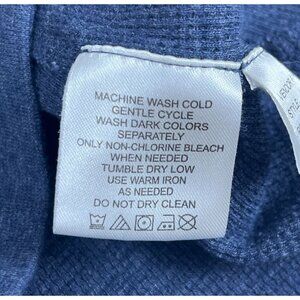 MACHINE WASH COLD
GENTLE CYCLE
WASH DARK COLORS
SEPARATELY
ONLY NON-CHLORINE BLEACH
WHEN NEEDED
TUMBLE DRY LOW
USE WARM IRON
AS NEEDED
DO NOT DRY CLEAN